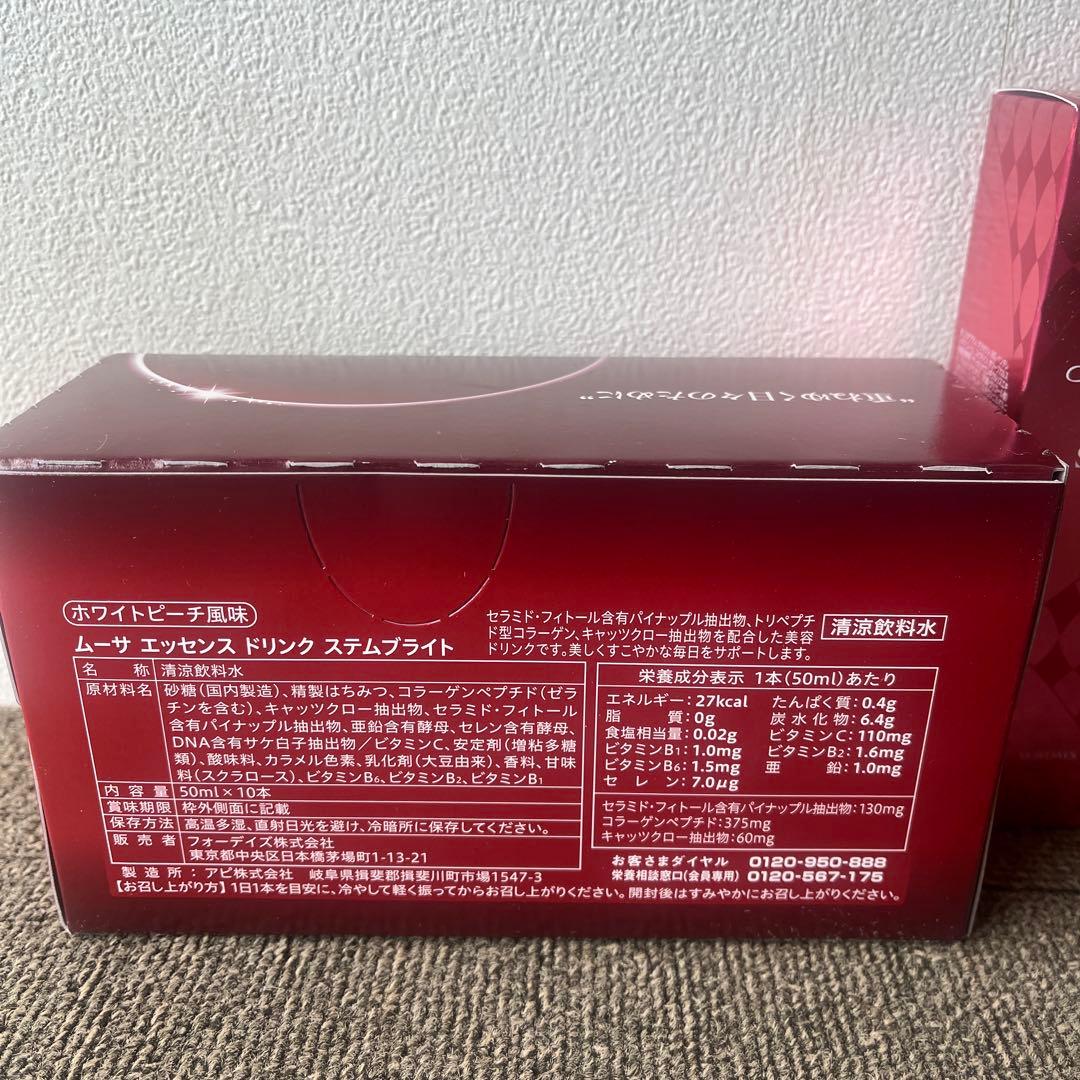 “重ねゆく日々のために”
ホワイトピーチ風味
ムーサ エッセンス ドリンク ステムブライト
セラミド・フィトール含有パイナップル抽出物、トリペプチ
ド型コラーゲン、キャッツクロー抽出物を配合した美容
ドリンクです。美しくすこやかな毎日をサポートします。
清涼飲料水
名 称 清涼飲料水
原材料名 砂糖(国内製造)、精製はちみつ、コラーゲンペプチド(ゼラ
チンを含む)、キャッツクロー抽出物、セラミド・フィトール
含有パイナップル抽出物、亜鉛含有酵母、セレン含有酵母、
DNA含有サケ白子抽出物/ビタミンC、安定剤(増粘多糖
類)、酸味料、カラメル色素、乳化剤(大豆由来)、香料、甘味
料(スクラロース)、ビタミンB6、ビタミンB2、ビタミンB1
内 容 量 50ml×10本
賞味期限 枠外側面に記載
保存方法 高温多湿、直射日光を避け、冷暗所に保存してください。
販 売 者 フォーデイズ株式会社
東京都中央区日本橋茅場町1-13-21
製 造 所:アピ株式会社 岐阜県揖斐郡揖斐川町市場1547-3
【お召し上がり方】1日1本を目安に、冷やして軽く振ってからお召し上がりください。開封後はすみやかにお召し上がりください。
栄養成分表示 1本(50ml)あたり
エネルギー:27kcal たんぱく質:0.4g
脂 質:0g 炭水化物:6.4g
食塩相当量:0.02g ビタミンC:110mg
ビタミンB1:1.0mg ビタミンB2:1.6mg
ビタミンB6:1.5mg 亜 鉛:1.0mg
セ レ ン:7.0μg
セラミド・フィトール含有パイナップル抽出物:130mg
コラーゲンペプチド:375mg
キャッツクロー抽出物:60mg
お客さまダイヤル 0120-950-888
栄養相談窓口(会員専用) 0120-567-175